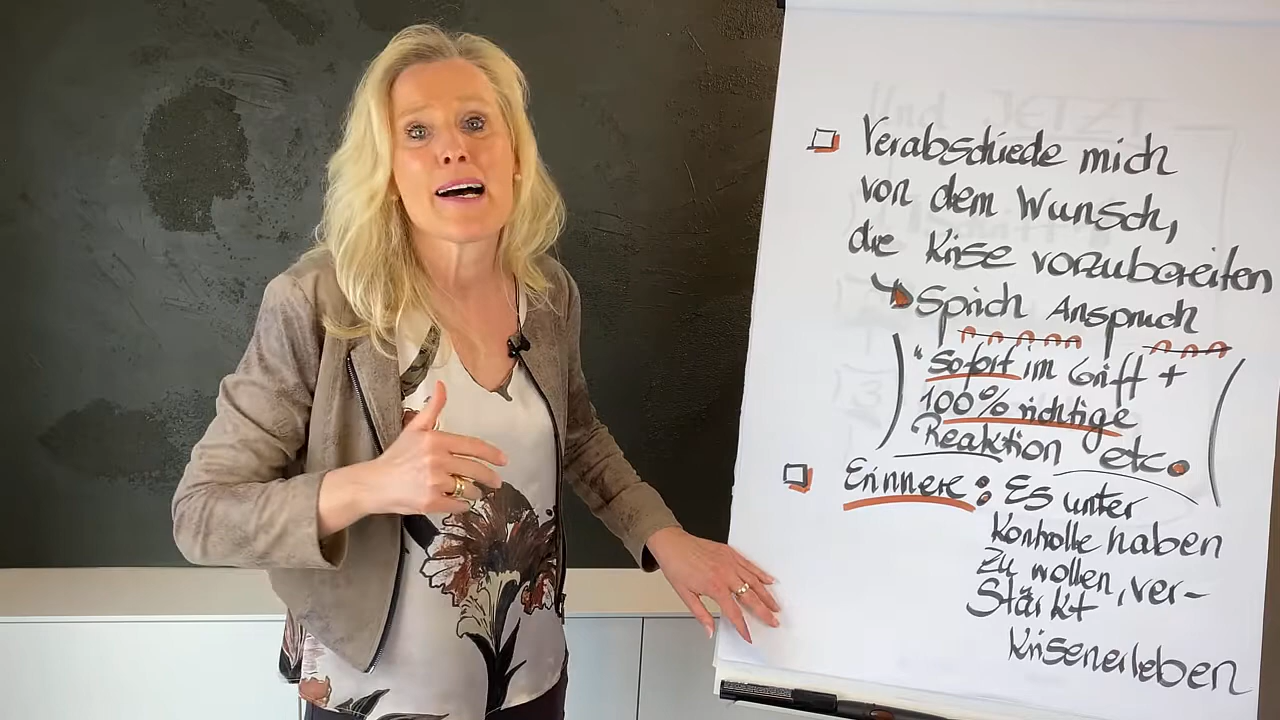 Verabschiede mich
von dem Wunsch,
die Krise vorzubereiten
Sprich Anspruch
"Sofort im Griff +
100% richtige
Reaktion etc.
Erinnere: Es unter
Kontrolle haben
zu wollen, ver-
stärkt
Krisenerleben